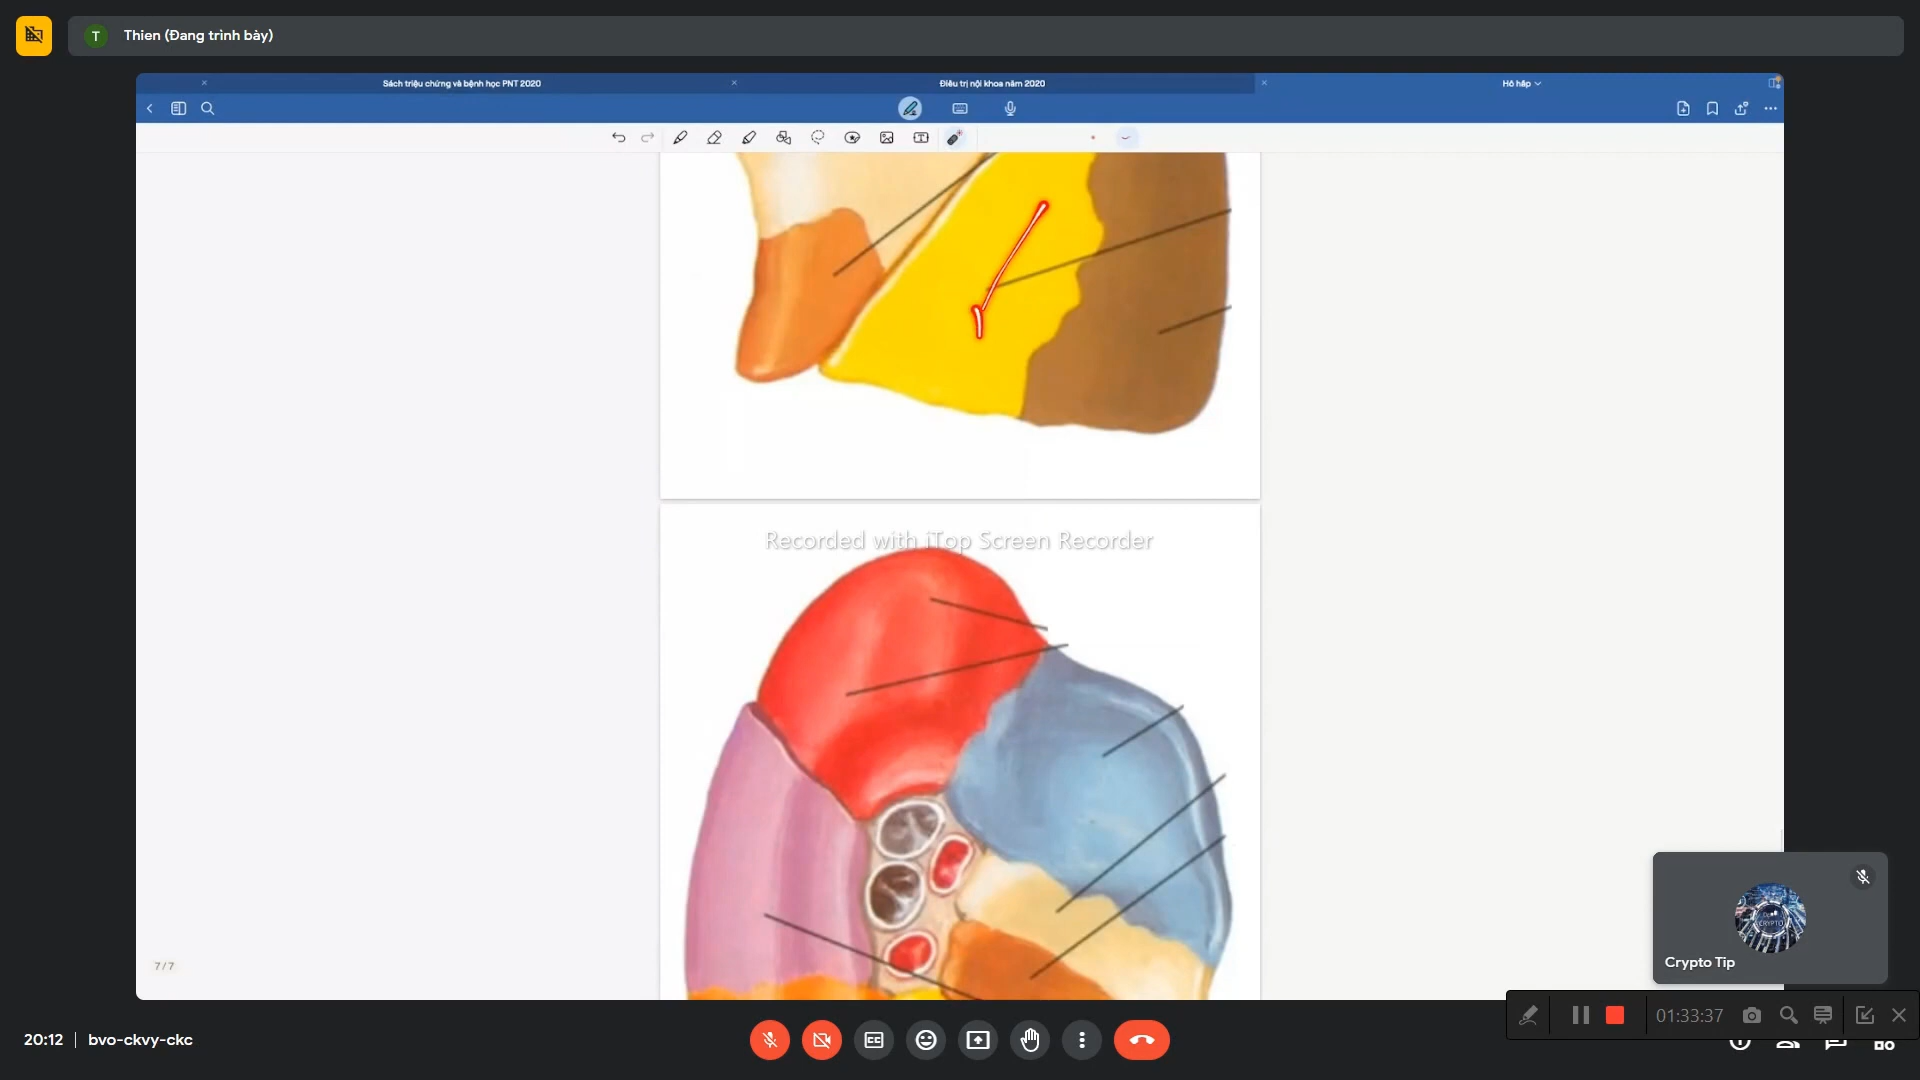 T Thien (Đang trình bày)
Sách triệu chứng và bệnh học PNT 2020
Điều trị nội khoa năm 2020
Hô hấp
Recorded with iTop Screen Recorder
7 / 7
Crypto Tip
01:33:37
20:12 | bvo-ckvy-ckc